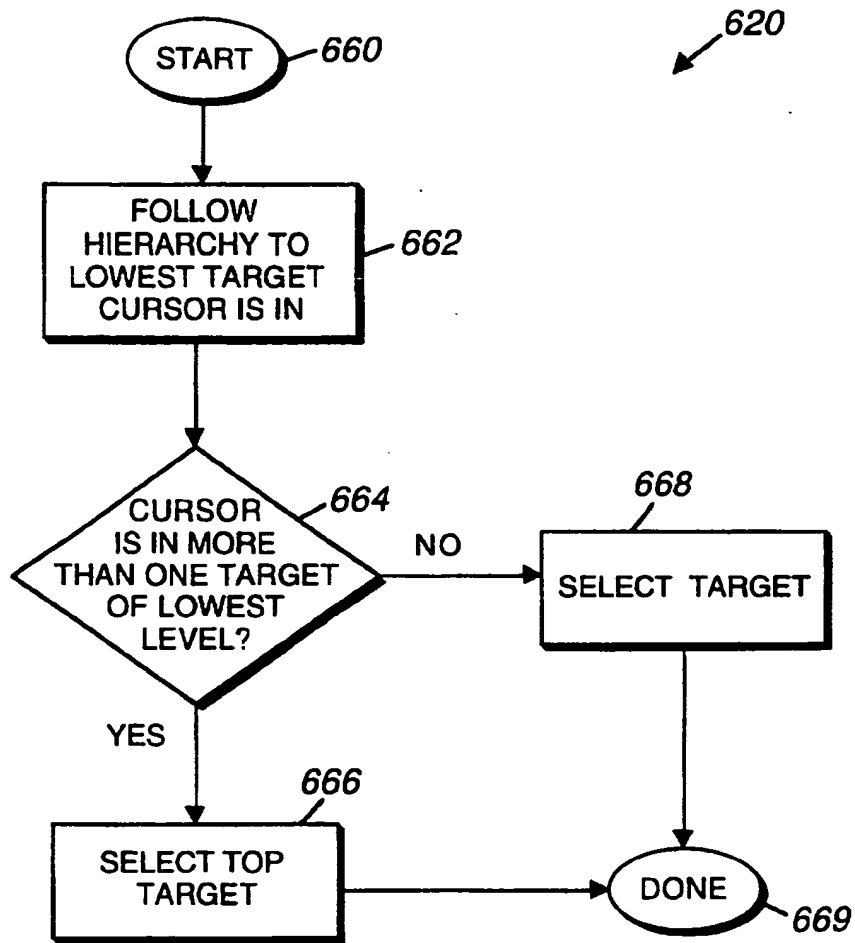 620
START
660
FOLLOW
HIERARCHY TO
LOWEST TARGET
CURSOR IS IN
662
CURSOR
IS IN MORE
THAN ONE TARGET
OF LOWEST
LEVEL?
664
NO
668
SELECT TARGET
YES
666
SELECT TOP
TARGET
DONE
669